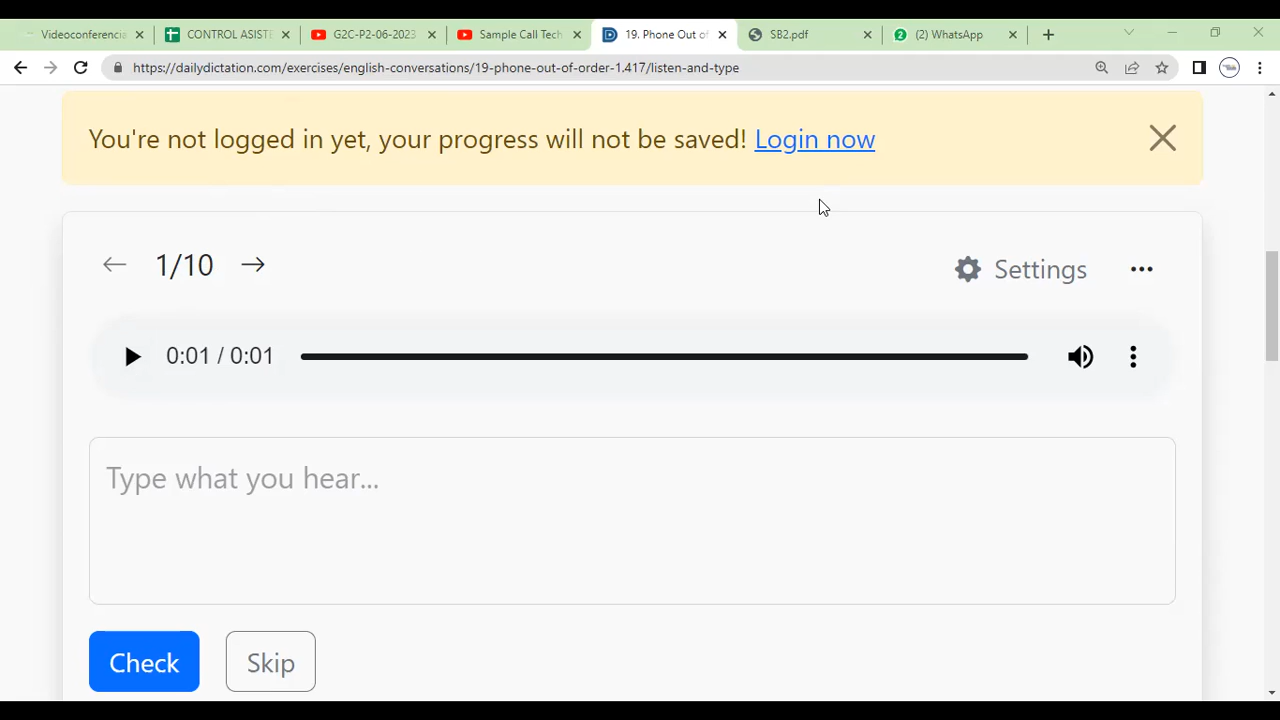 Videoconferencia
CONTROL ASISTE
G2C-P2-06-2023
Sample Call Tech
19. Phone Out of
SB2.pdf
(2) WhatsApp
https://dailydictation.com/exercises/english-conversations/19-phone-out-of-order-1.417/listen-and-type
You're not logged in yet, your progress will not be saved! Login now
1/10
Settings
0:01 / 0:01
Type what you hear...
Check
Skip